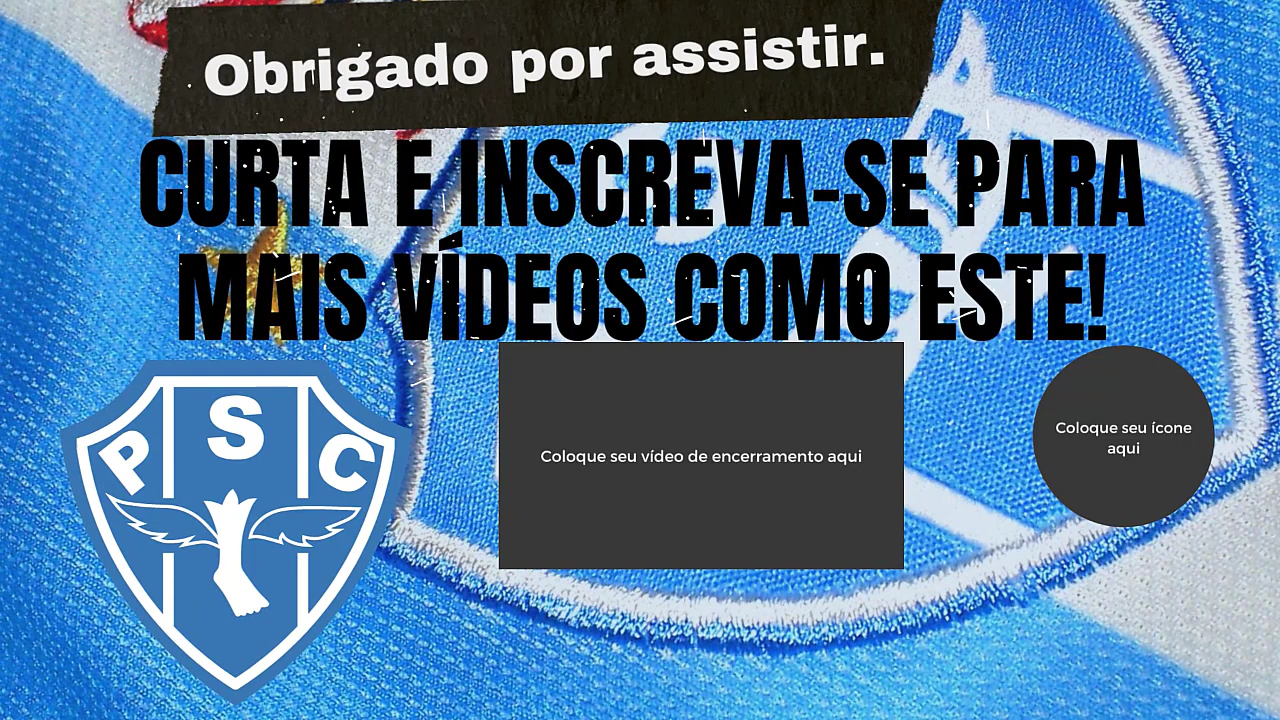 Obrigado por assistir.
CURTA E INSCREVA-SE PARA
MAIS VÍDEOS COMO ESTE!
P S C
Coloque seu vídeo de encerramento aqui
Coloque seu ícone
aqui